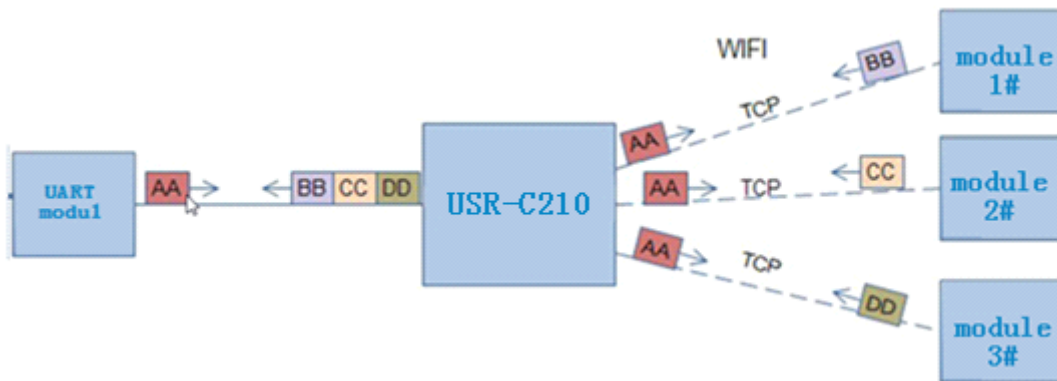 WIFI
BB
module
1#
TCP
AA
AA
BB
CC
DD
UART
modu1
USR-C210
AA
TCP
CC
module
2#
AA
TCP
DD
module
3#